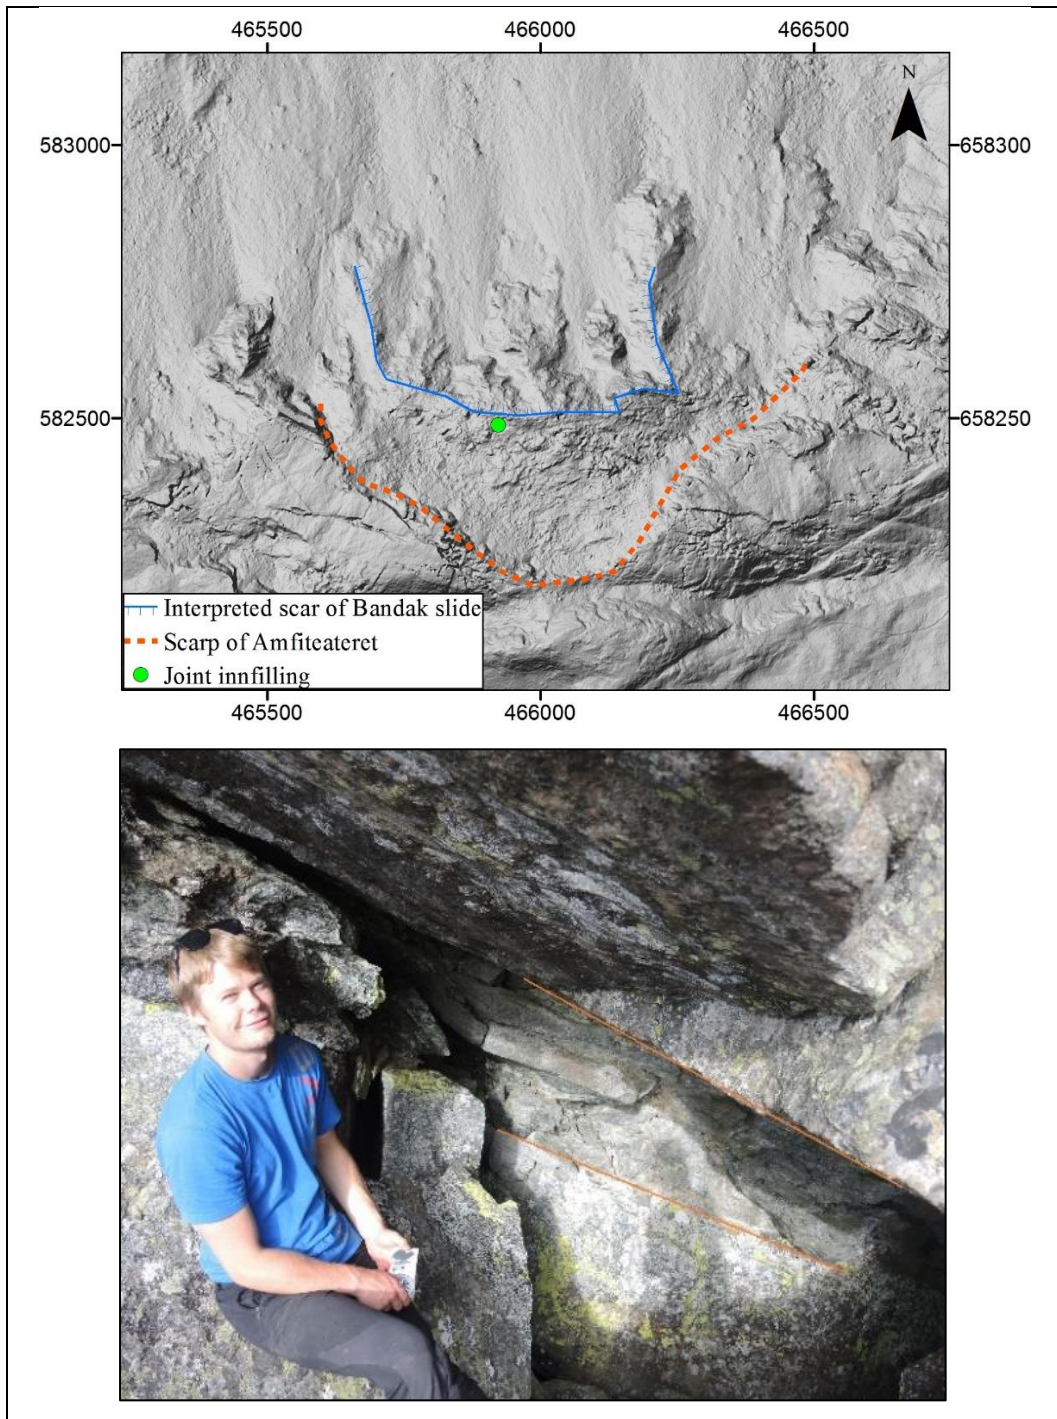 465500 466000 466500
N
583000 658300
582500 658250
Interpreted scar of Bandak slide
Scarp of Amfiteateret
Joint innfilling
465500 466000 466500